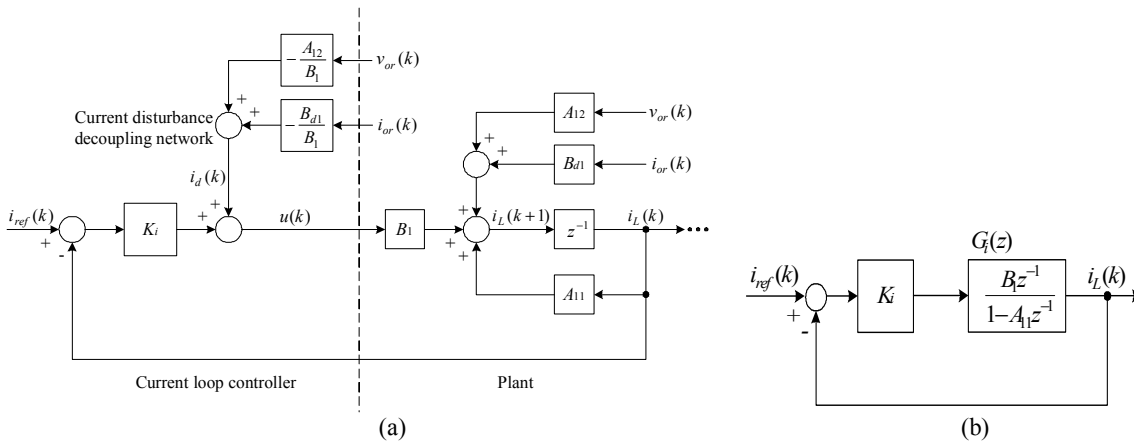 − A12 / B1
vor(k)
+
+
− Bd1 / B1
ior(k)
Current disturbance
decoupling network
id(k)
A12
vor(k)
+
+
Bd1
ior(k)
iref(k)
+
-
Ki
+
+
u(k)
B1
+
+
+
iL(k+1)
z−1
iL(k)
A11
Current loop controller
Plant
(a)
Gi(z)
iref(k)
+
-
Ki
B1z−1
1−A11z−1
iL(k)
(b)